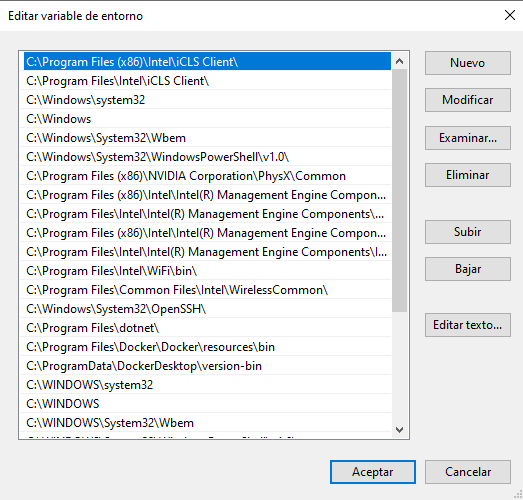 Editar variable de entorno
C:\Program Files (x86)\Intel\iCLS Client\
C:\Program Files\Intel\iCLS Client\
C:\Windows\system32
C:\Windows
C:\Windows\System32\Wbem
C:\Windows\System32\WindowsPowerShell\v1.0\
C:\Program Files (x86)\NVIDIA Corporation\PhysX\Common
C:\Program Files (x86)\Intel\Intel(R) Management Engine Compon...
C:\Program Files\Intel\Intel(R) Management Engine Components\...
C:\Program Files (x86)\Intel\Intel(R) Management Engine Compon...
C:\Program Files\Intel\Intel(R) Management Engine Components\I...
C:\Program Files\Intel\WiFi\bin\
C:\Program Files\Common Files\Intel\WirelessCommon\
C:\Windows\System32\OpenSSH\
C:\Program Files\dotnet\
C:\Program Files\Docker\Docker\resources\bin
C:\ProgramData\DockerDesktop\version-bin
C:\WINDOWS\system32
C:\WINDOWS
C:\WINDOWS\System32\Wbem
Nuevo
Modificar
Examinar...
Eliminar
Subir
Bajar
Editar texto...
Aceptar
Cancelar